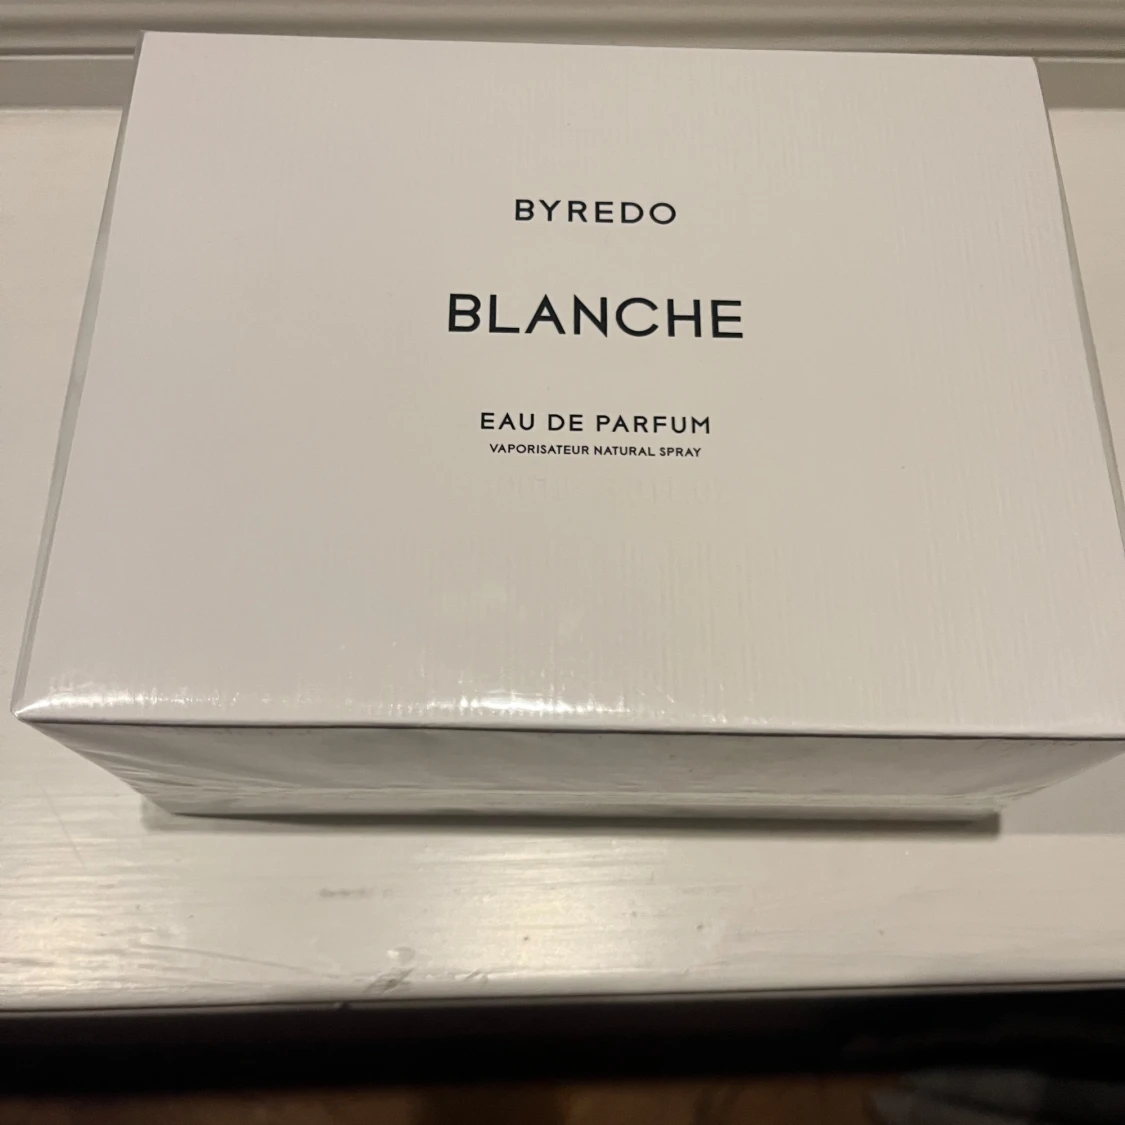 BYREDO
BLANCHE
EAU DE PARFUM
VAPORISATEUR NATURAL SPRAY